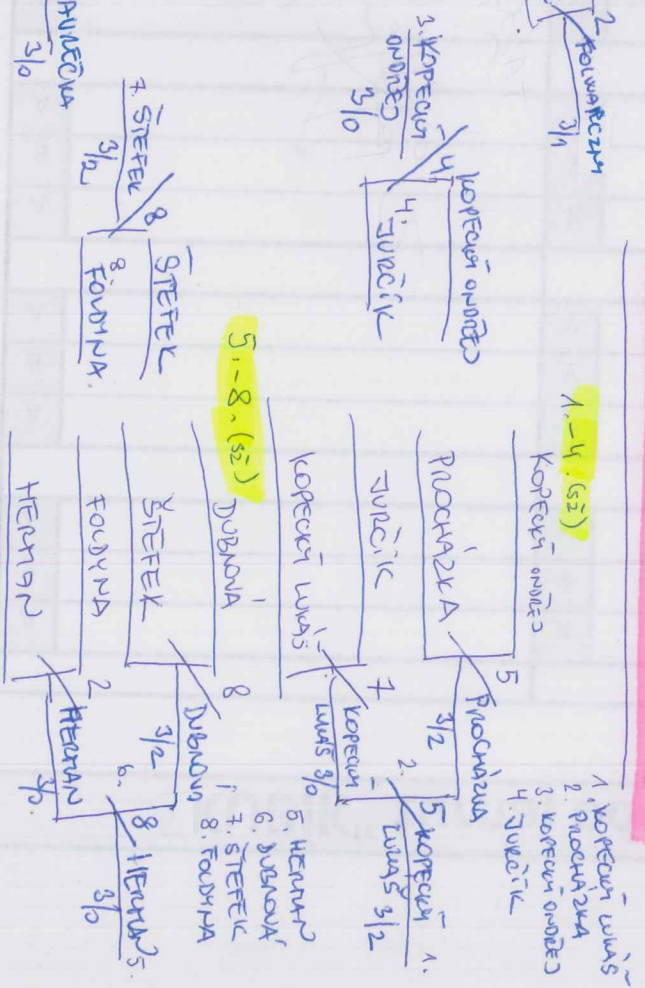 1.-4. (SŽ)
KOPECKÝ ONDŘEJ
5
PROCHÁZKA
PROCHÁZKA
3/2
JURČÍK
7
KOPECKÝ LUKÁŠ
KOPECKÝ
LUKÁŠ 3/0
2.
5 KOPECKÝ
LUKÁŠ 3/2
1.
1. KOPECKÝ LUKÁŠ
2. PROCHÁZKA
3. KOPECKÝ ONDŘEJ
4. JURČÍK
2
FOLWARCZNY
3/1
KOPECKÝ ONDŘEJ
4
4. JURČÍK
3. KOPECKÝ
ONDŘEJ
3/0
5.-8. (SŽ)
DUBNOVÁ
8
ŠTEFEK
DUBNOVÁ
3/2
FOLDYNA
2
HERMAN
HERMAN
3/0
6.
8 HERMAN 5.
3/0
5. HERMAN
6 DUBNOVÁ
7. ŠTEFEK
8. FOLDYNA
ŠTEFEK
8
8. FOLDYNA
7. ŠTEFEK
3/2
3/0